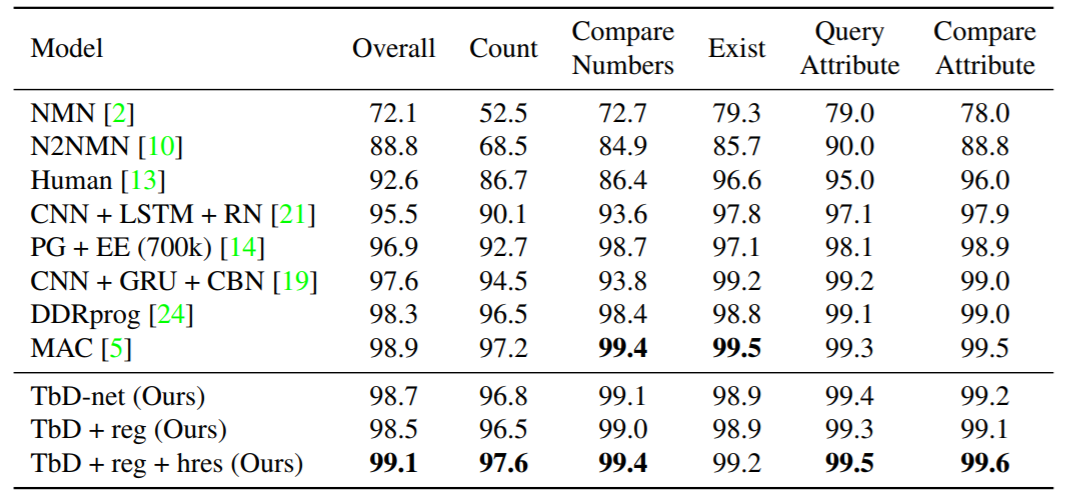 Model Overall Count Compare Numbers Exist Query Attribute Compare Attribute
NMN [2] 72.1 52.5 72.7 79.3 79.0 78.0
N2NMN [10] 88.8 68.5 84.9 85.7 90.0 88.8
Human [13] 92.6 86.7 86.4 96.6 95.0 96.0
CNN + LSTM + RN [21] 95.5 90.1 93.6 97.8 97.1 97.9
PG + EE (700k) [14] 96.9 92.7 98.7 97.1 98.1 98.9
CNN + GRU + CBN [19] 97.6 94.5 93.8 99.2 99.2 99.0
DDRprog [24] 98.3 96.5 98.4 98.8 99.1 99.0
MAC [5] 98.9 97.2 99.4 99.5 99.3 99.5
TbD-net (Ours) 98.7 96.8 99.1 98.9 99.4 99.2
TbD + reg (Ours) 98.5 96.5 99.0 98.9 99.3 99.1
TbD + reg + hres (Ours) 99.1 97.6 99.4 99.2 99.5 99.6